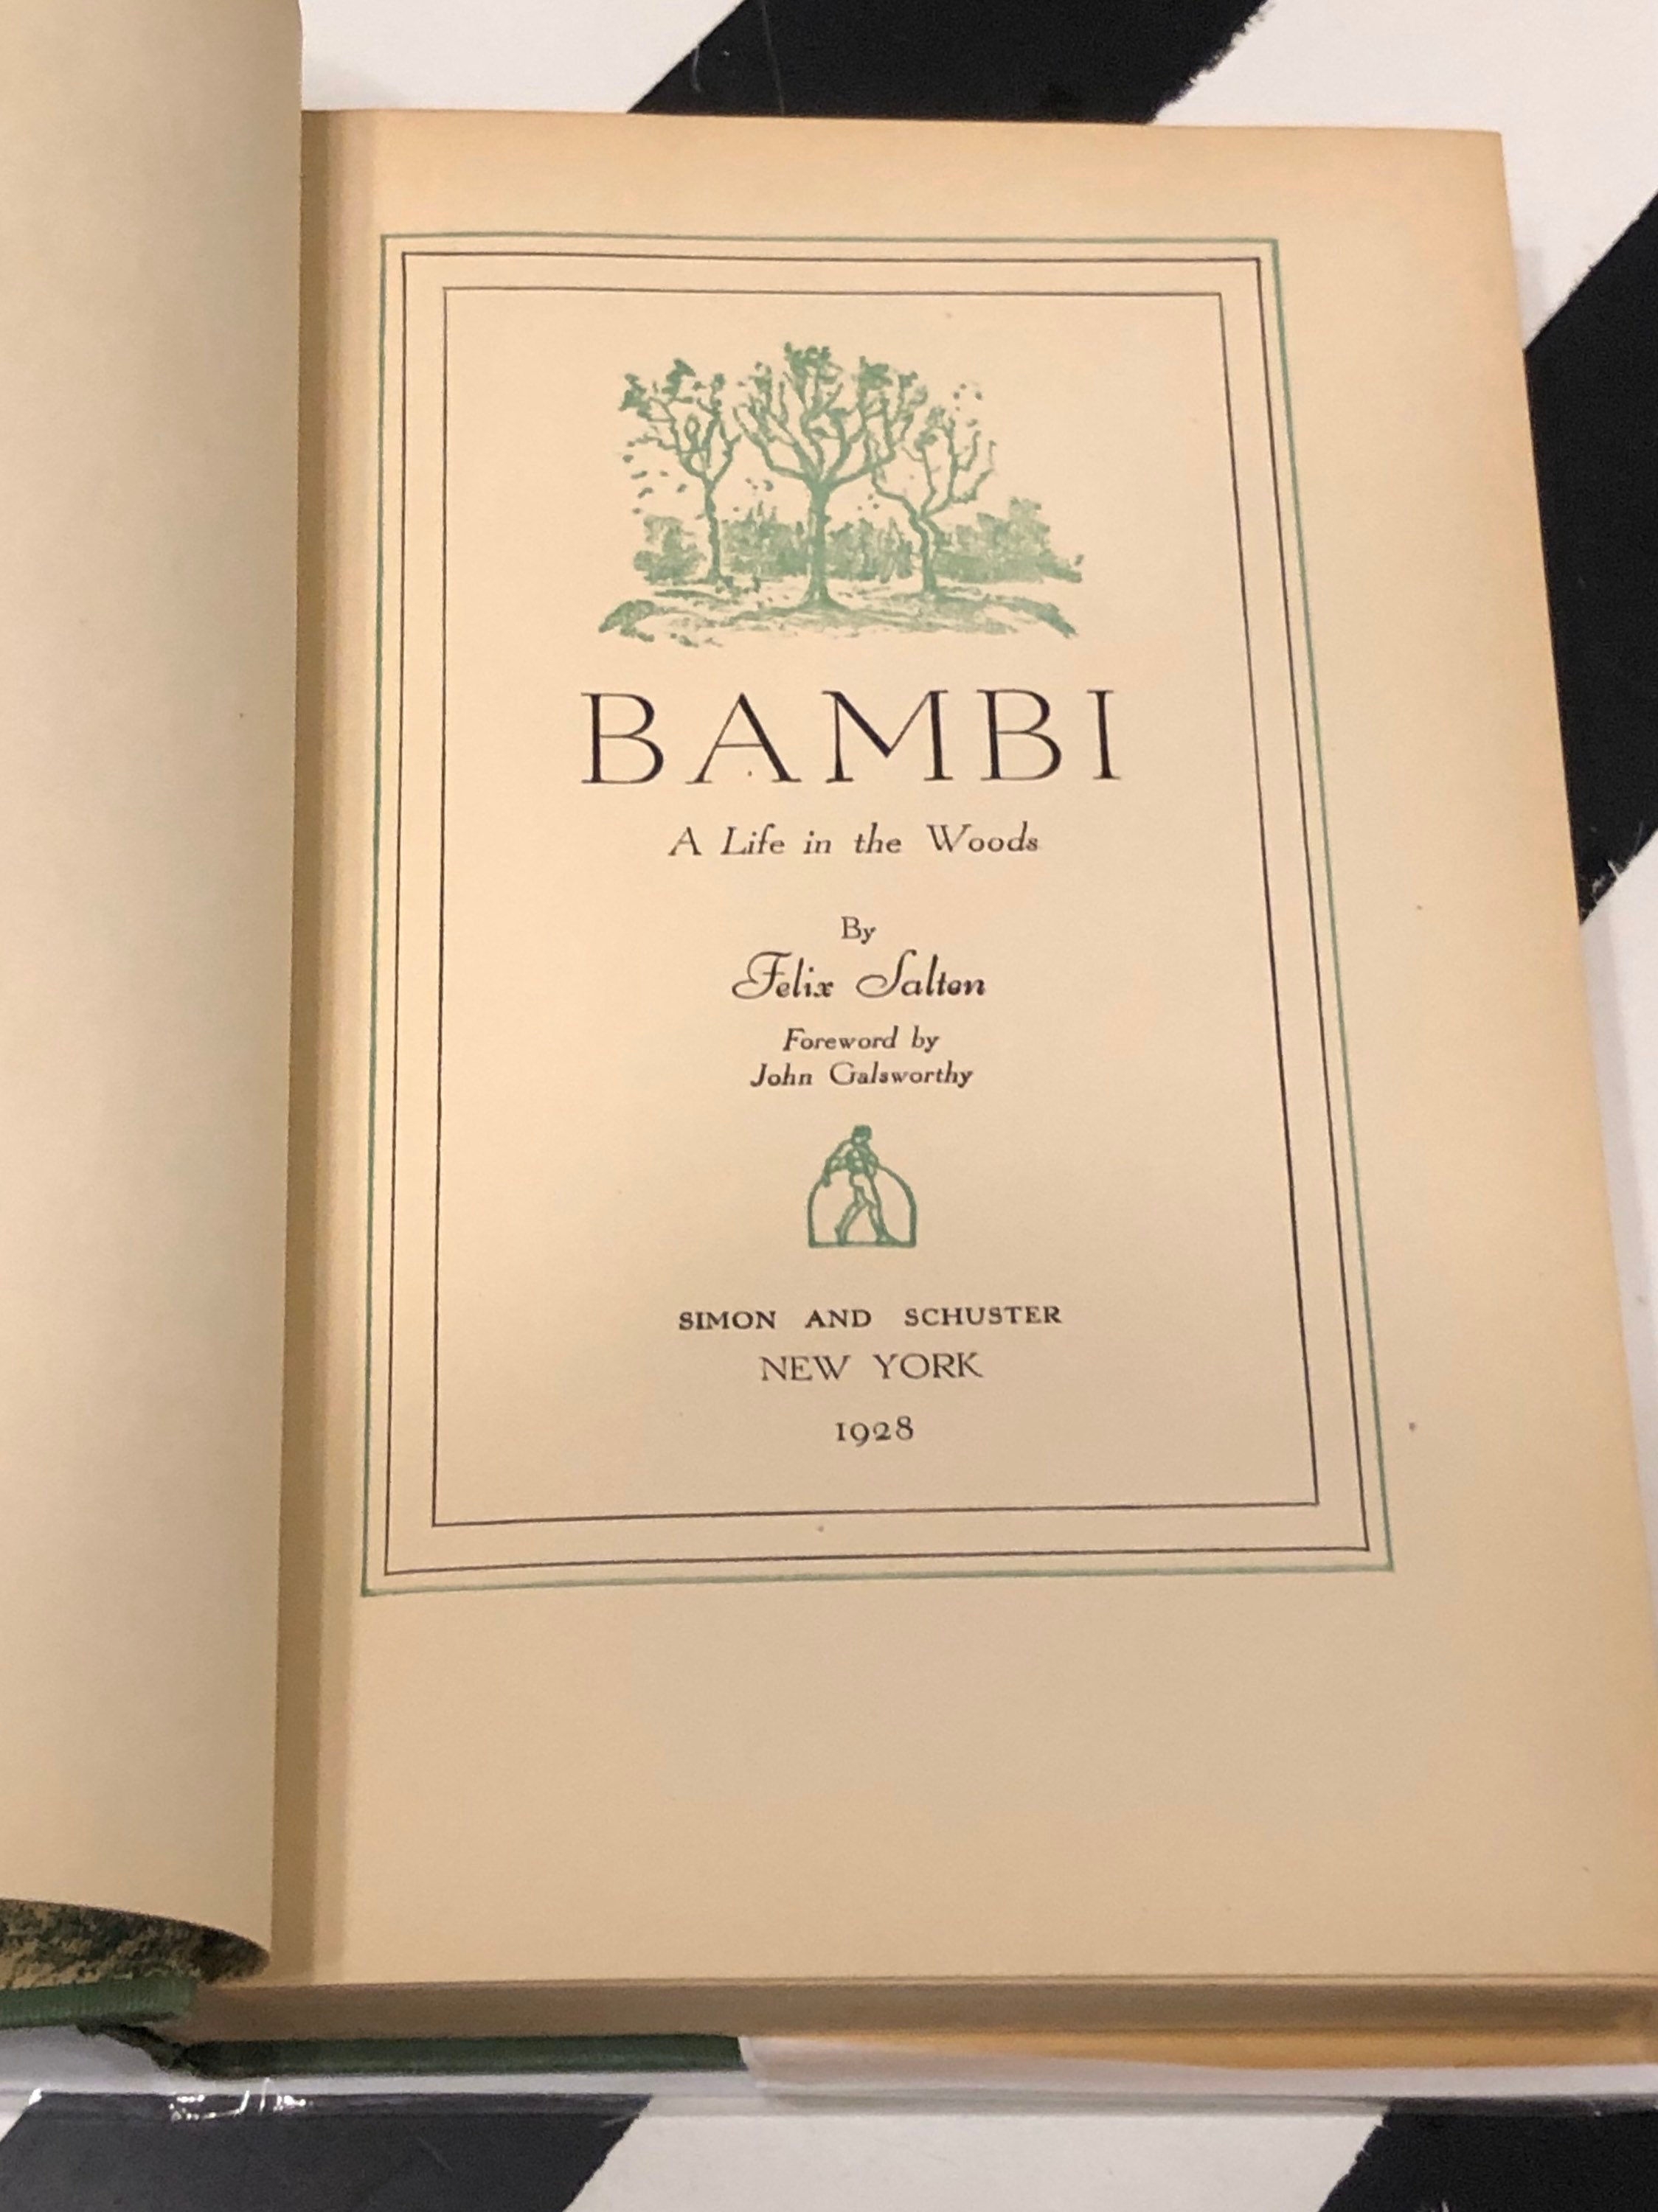 BAMBI
A Life in the Woods
By
Felix Salten
Foreword by
John Galsworthy
SIMON AND SCHUSTER
NEW YORK
1928